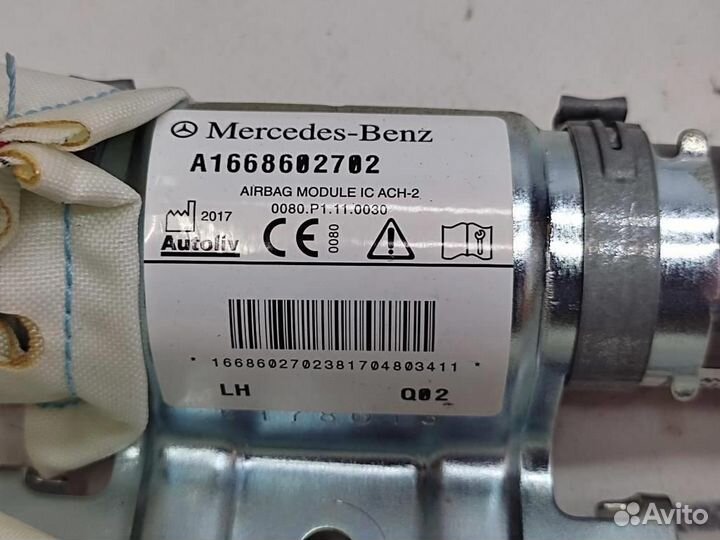 Mercedes-Benz
A1668602702
AIRBAG MODULE IC ACH-2
0080.P1.11.0030
2017
Autoliv
CE 0080
* 1668602702381704803411 *
LH Q02
Avito